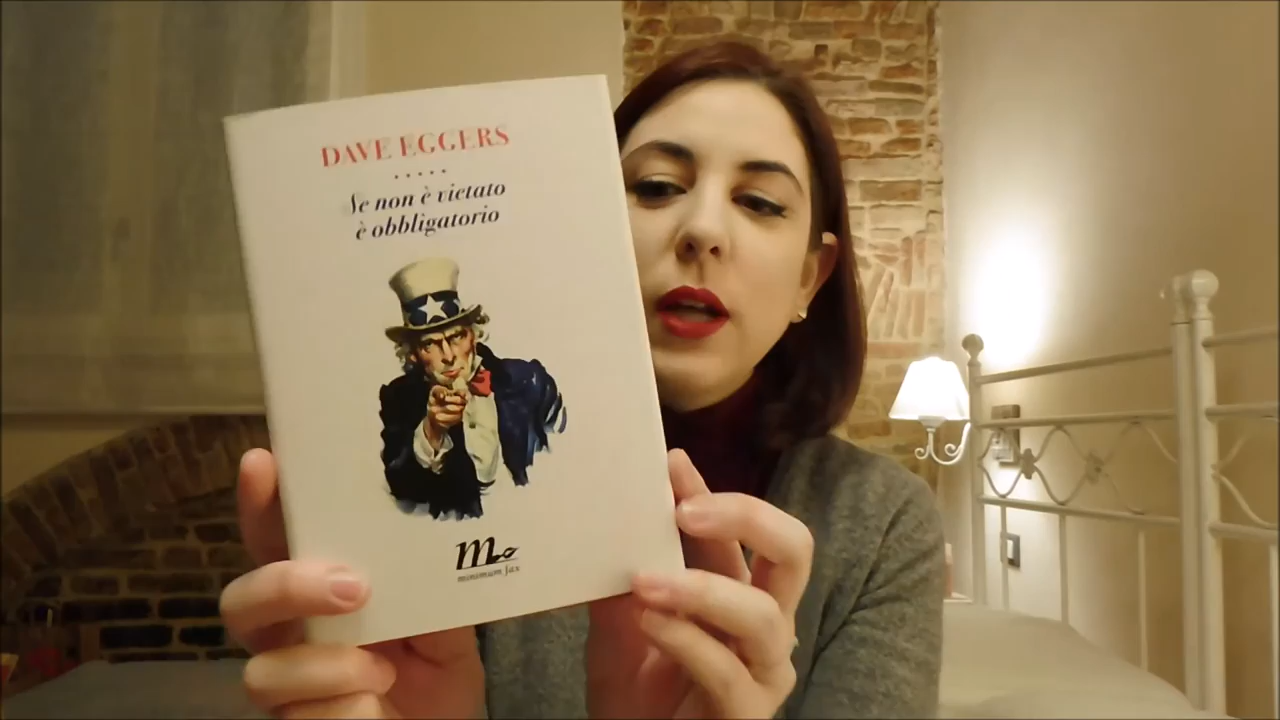 DAVE EGGERS
Se non è vietato
è obbligatorio
m
minimum fax